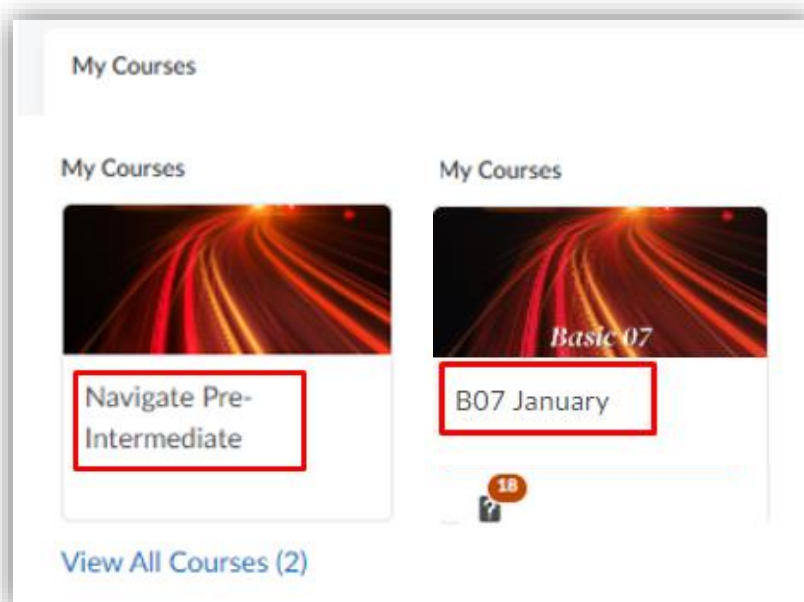 My Courses
My Courses
Navigate Pre-
Intermediate
My Courses
Basic 07
B07 January
18
?
View All Courses (2)